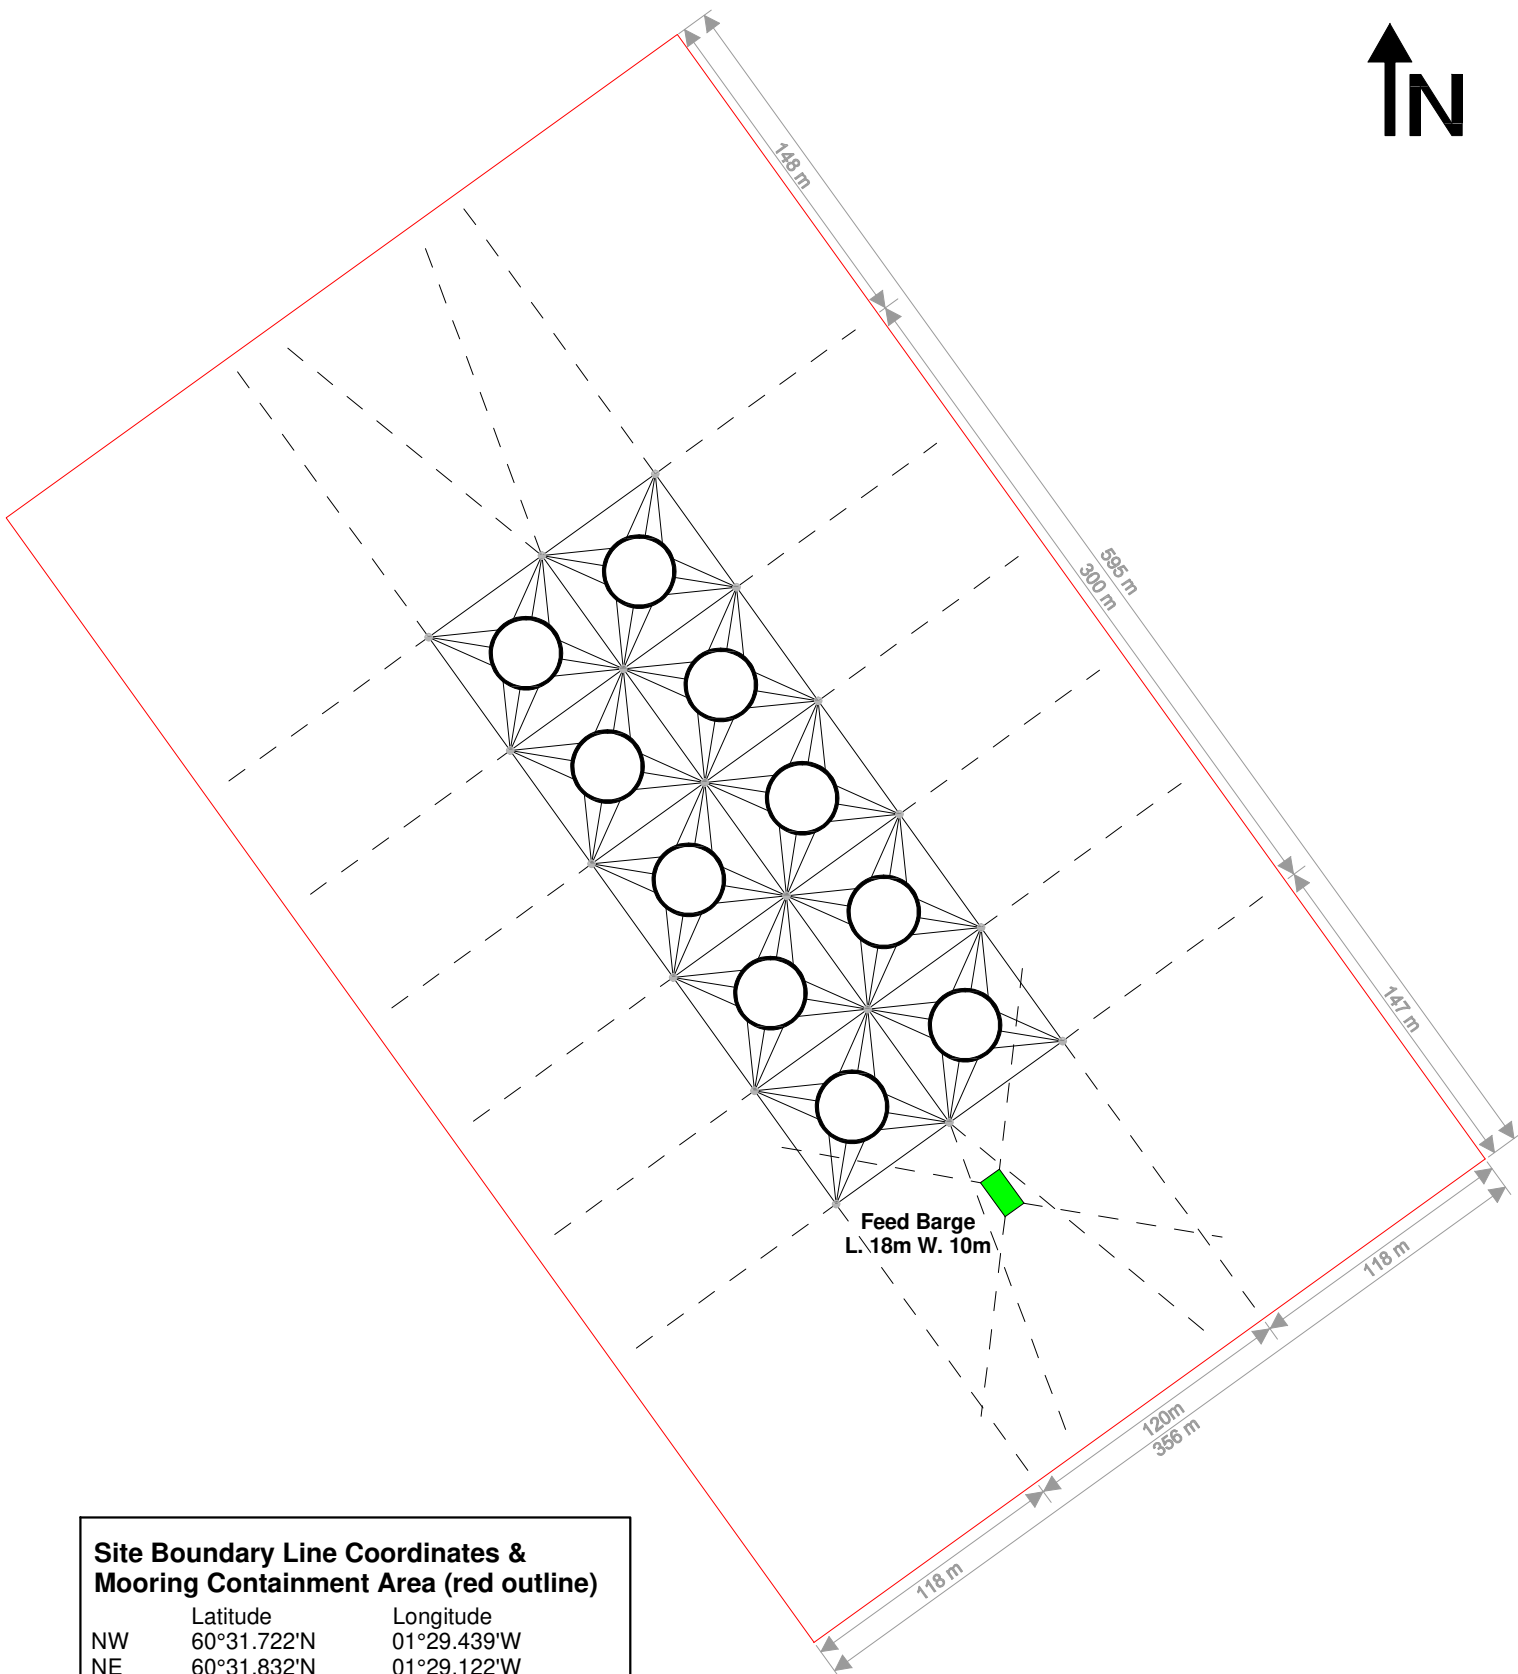 N
148 m
595 m
300 m
147 m
Feed Barge
L. 18m W. 10m
118 m
120m
356 m
118 m
Site Boundary Line Coordinates &
Mooring Containment Area (red outline)
Latitude Longitude
NW 60°31.722'N 01°29.439'W
NE 60°31.832'N 01°29.122'W